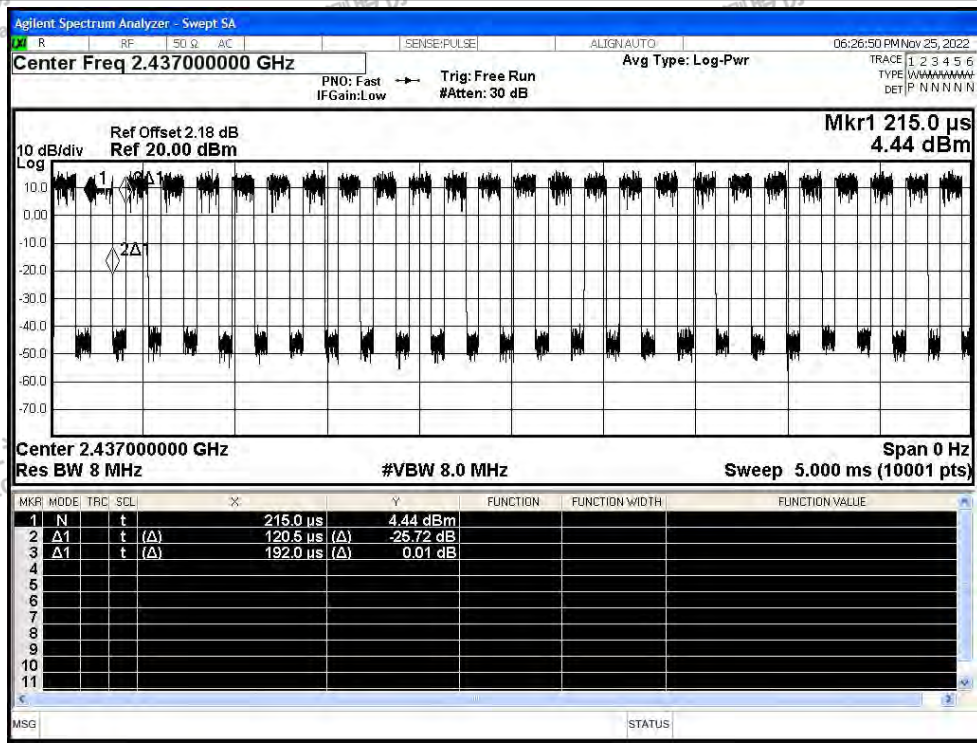 Agilent Spectrum Analyzer - Swept SA
R RF 50 Ω AC SENSE:PULSE ALIGNAUTO 06:26:50 PM Nov 25, 2022
Center Freq 2.437000000 GHz
Avg Type: Log-Pwr
TRACE 1 2 3 4 5 6
PNO: Fast
Trig: Free Run
TYPE
IFGain:Low
#Atten: 30 dB
DET P N N N N N
Mkr1 215.0 µs
4.44 dBm
Ref Offset 2.18 dB
10 dB/div Ref 20.00 dBm
Log
1
3Δ1
10.0
0.00
-10.0
2Δ1
-20.0
-30.0
-40.0
-50.0
-60.0
-70.0
Center 2.437000000 GHz Span 0 Hz
Res BW 8 MHz #VBW 8.0 MHz Sweep 5.000 ms (10001 pts)
MKR MODE TRC SCL X Y FUNCTION FUNCTION WIDTH FUNCTION VALUE
1 N t 215.0 µs 4.44 dBm
2 Δ1 t (Δ) 120.5 µs (Δ) -25.72 dB
3 Δ1 t (Δ) 192.0 µs (Δ) 0.01 dB
4
5
6
7
8
9
10
11
MSG STATUS